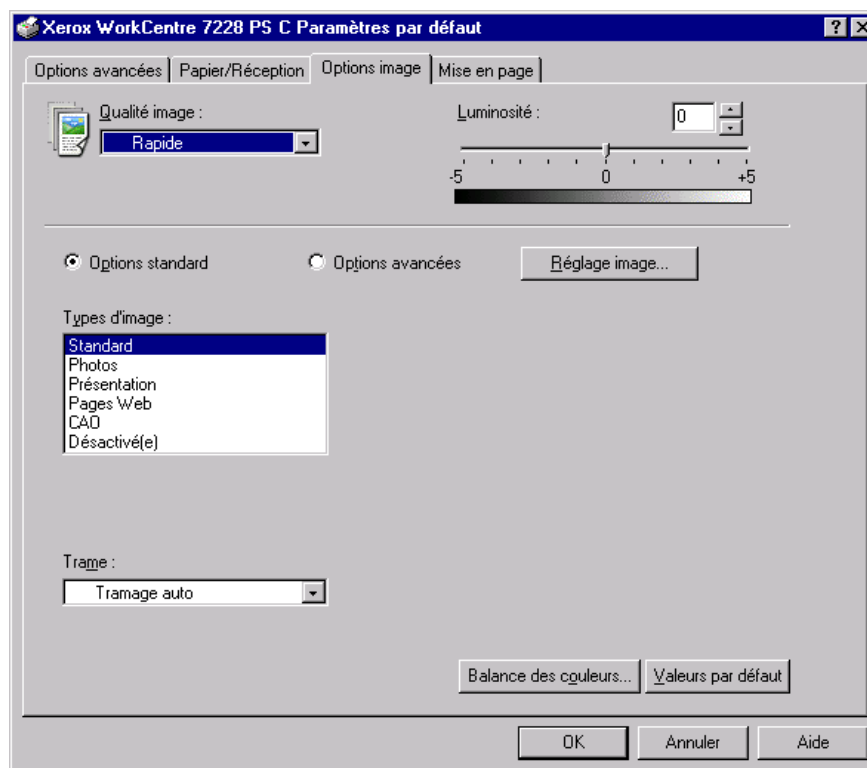 Xerox WorkCentre 7228 PS C Paramètres par défaut
Options avancées Papier/Réception Options image Mise en page
Qualité image : Luminosité :
Rapide 0
-5 0 +5
Options standard Options avancées Réglage image...
Types d'image :
Standard
Photos
Présentation
Pages Web
CAO
Désactivé(e)
Trame :
Tramage auto
Balance des couleurs... Valeurs par défaut
OK Annuler Aide